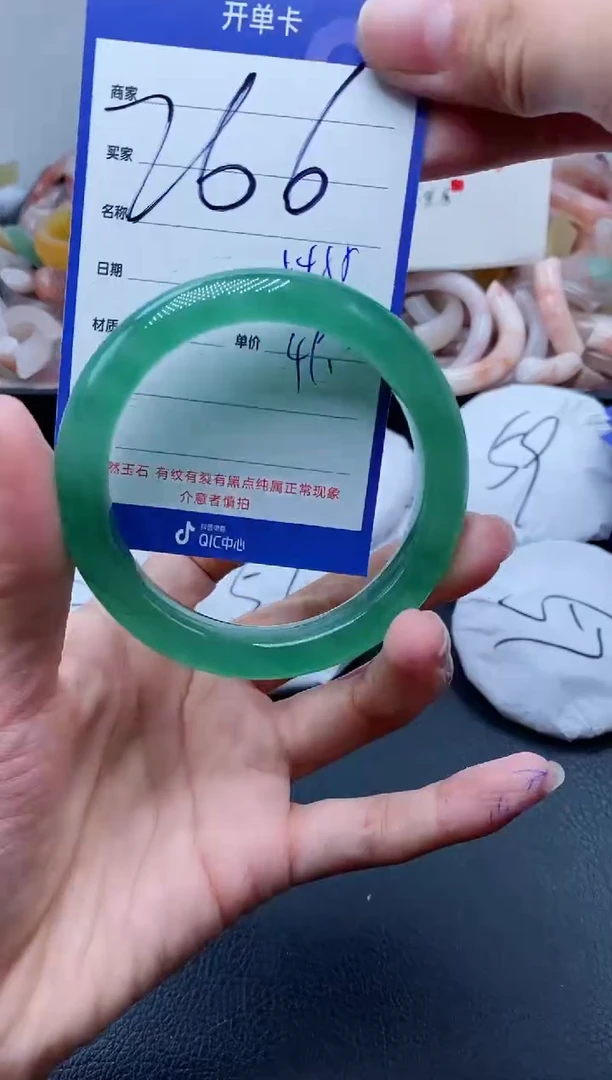 开单卡
商家
266
买家
名称
日期
材质
单价
然玉石 有纹有裂有黑点纯属正常现象
介意者慎拍
QIC中心
59
57